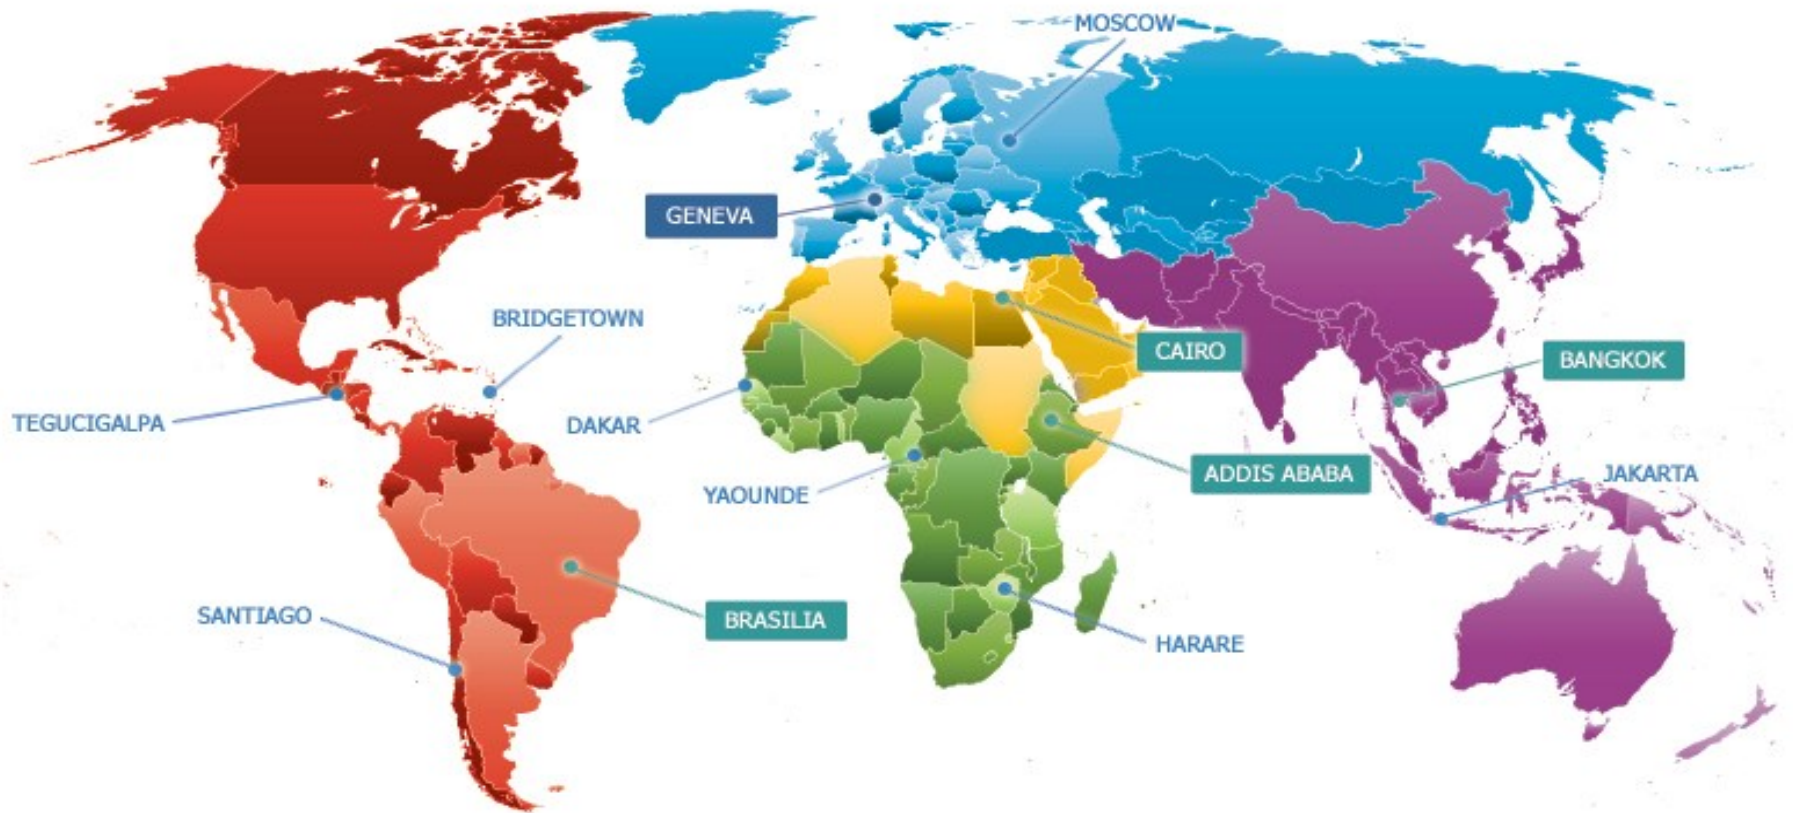 MOSCOW
GENEVA
BRIDGETOWN
CAIRO
BANGKOK
TEGUCIGALPA
DAKAR
ADDIS ABABA
JAKARTA
YAOUNDE
SANTIAGO
BRASILIA
HARARE